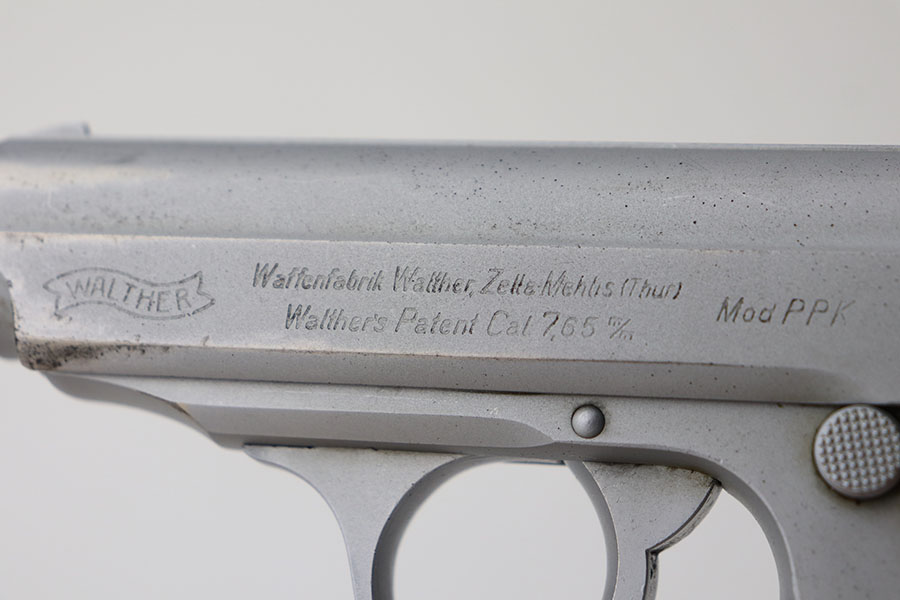 WALTHER
Waffenfabrik Walther, Zella-Mehlis (Thür)
Walther's Patent Cal. 7,65 m/m
Mod PPK